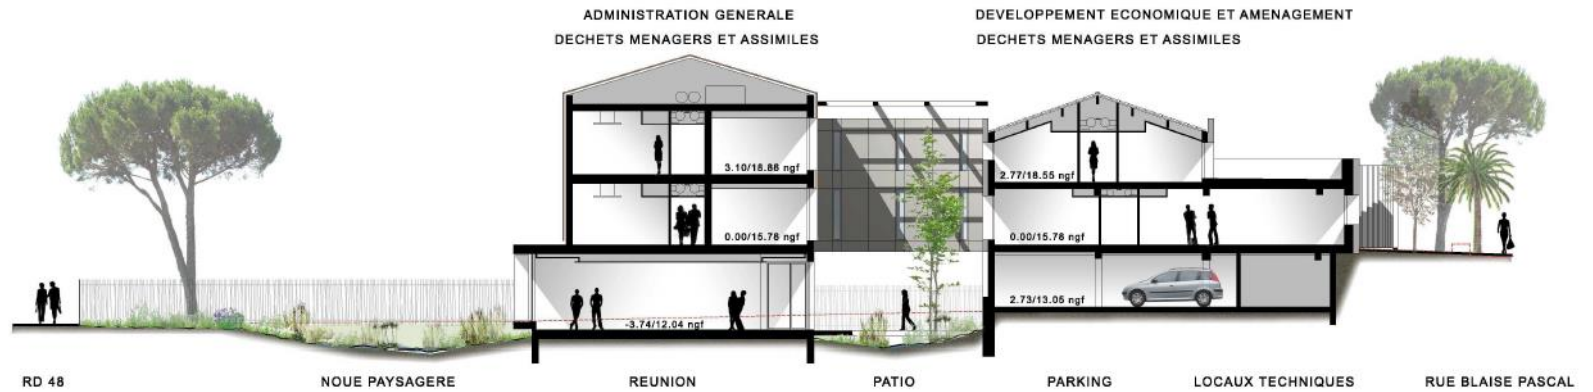 ADMINISTRATION GENERALE
DECHETS MENAGERS ET ASSIMILES
DEVELOPPEMENT ECONOMIQUE ET AMENAGEMENT
DECHETS MENAGERS ET ASSIMILES
3.10/18.88 ngf
2.77/18.55 ngf
0.00/15.78 ngf
0.00/15.78 ngf
2.73/13.05 ngf
-3.74/12.04 ngf
RD 48
NOUE PAYSAGERE
REUNION
PATIO
PARKING
LOCAUX TECHNIQUES
RUE BLAISE PASCAL